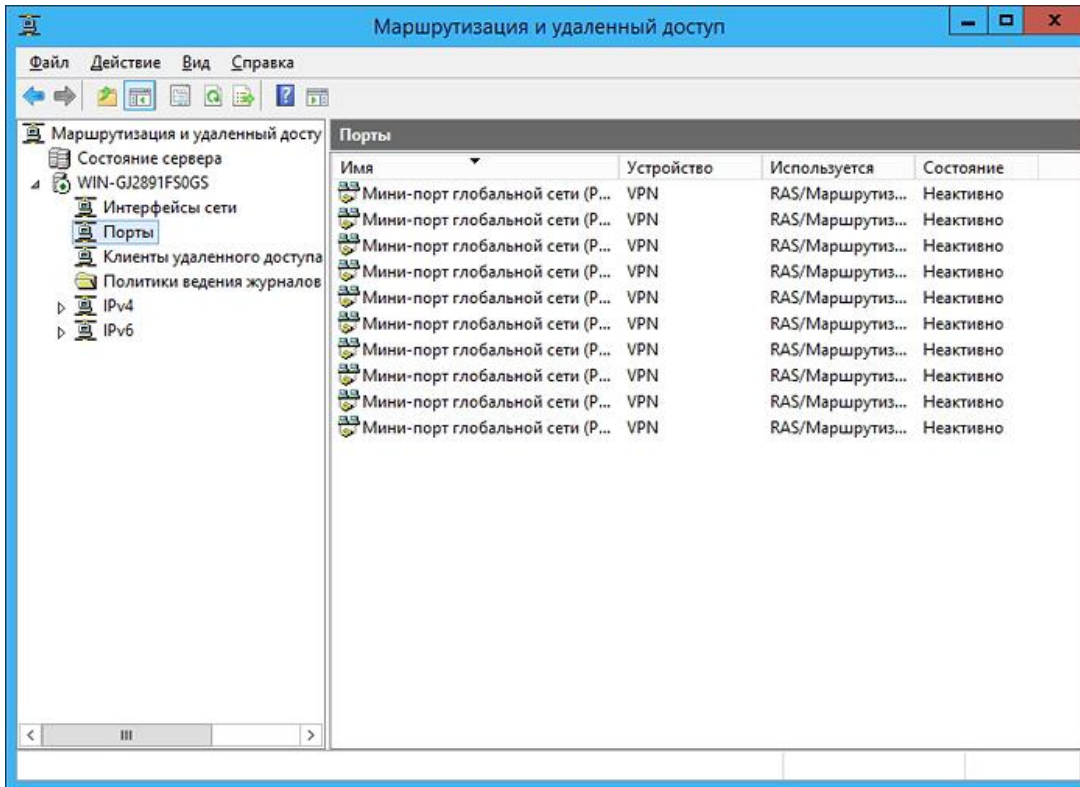 Маршрутизация и удаленный доступ
Файл Действие Вид Справка
Маршрутизация и удаленный досту
Состояние сервера
WIN-GJ2891FS0GS
Интерфейсы сети
Порты
Клиенты удаленного доступа
Политики ведения журналов
IPv4
IPv6
Порты
Имя Устройство Используется Состояние
Мини-порт глобальной сети (P... VPN RAS/Маршрутиз... Неактивно
Мини-порт глобальной сети (P... VPN RAS/Маршрутиз... Неактивно
Мини-порт глобальной сети (P... VPN RAS/Маршрутиз... Неактивно
Мини-порт глобальной сети (P... VPN RAS/Маршрутиз... Неактивно
Мини-порт глобальной сети (P... VPN RAS/Маршрутиз... Неактивно
Мини-порт глобальной сети (P... VPN RAS/Маршрутиз... Неактивно
Мини-порт глобальной сети (P... VPN RAS/Маршрутиз... Неактивно
Мини-порт глобальной сети (P... VPN RAS/Маршрутиз... Неактивно
Мини-порт глобальной сети (P... VPN RAS/Маршрутиз... Неактивно
Мини-порт глобальной сети (P... VPN RAS/Маршрутиз... Неактивно